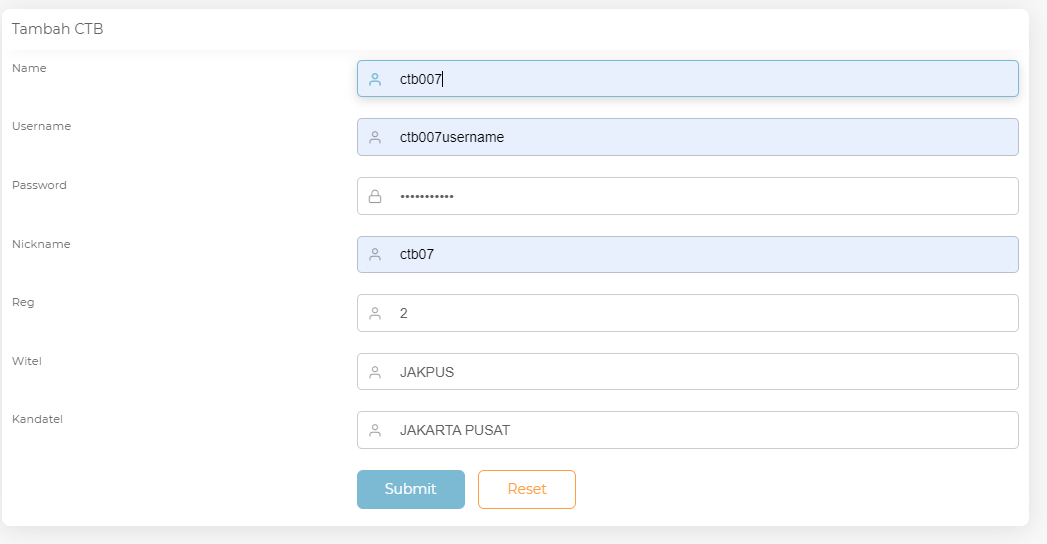 Tambah CTB
Name
ctb007
Username
ctb007username
Password
•••••••••••
Nickname
ctb07
Reg
2
Witel
JAKPUS
Kandatel
JAKARTA PUSAT
Submit
Reset